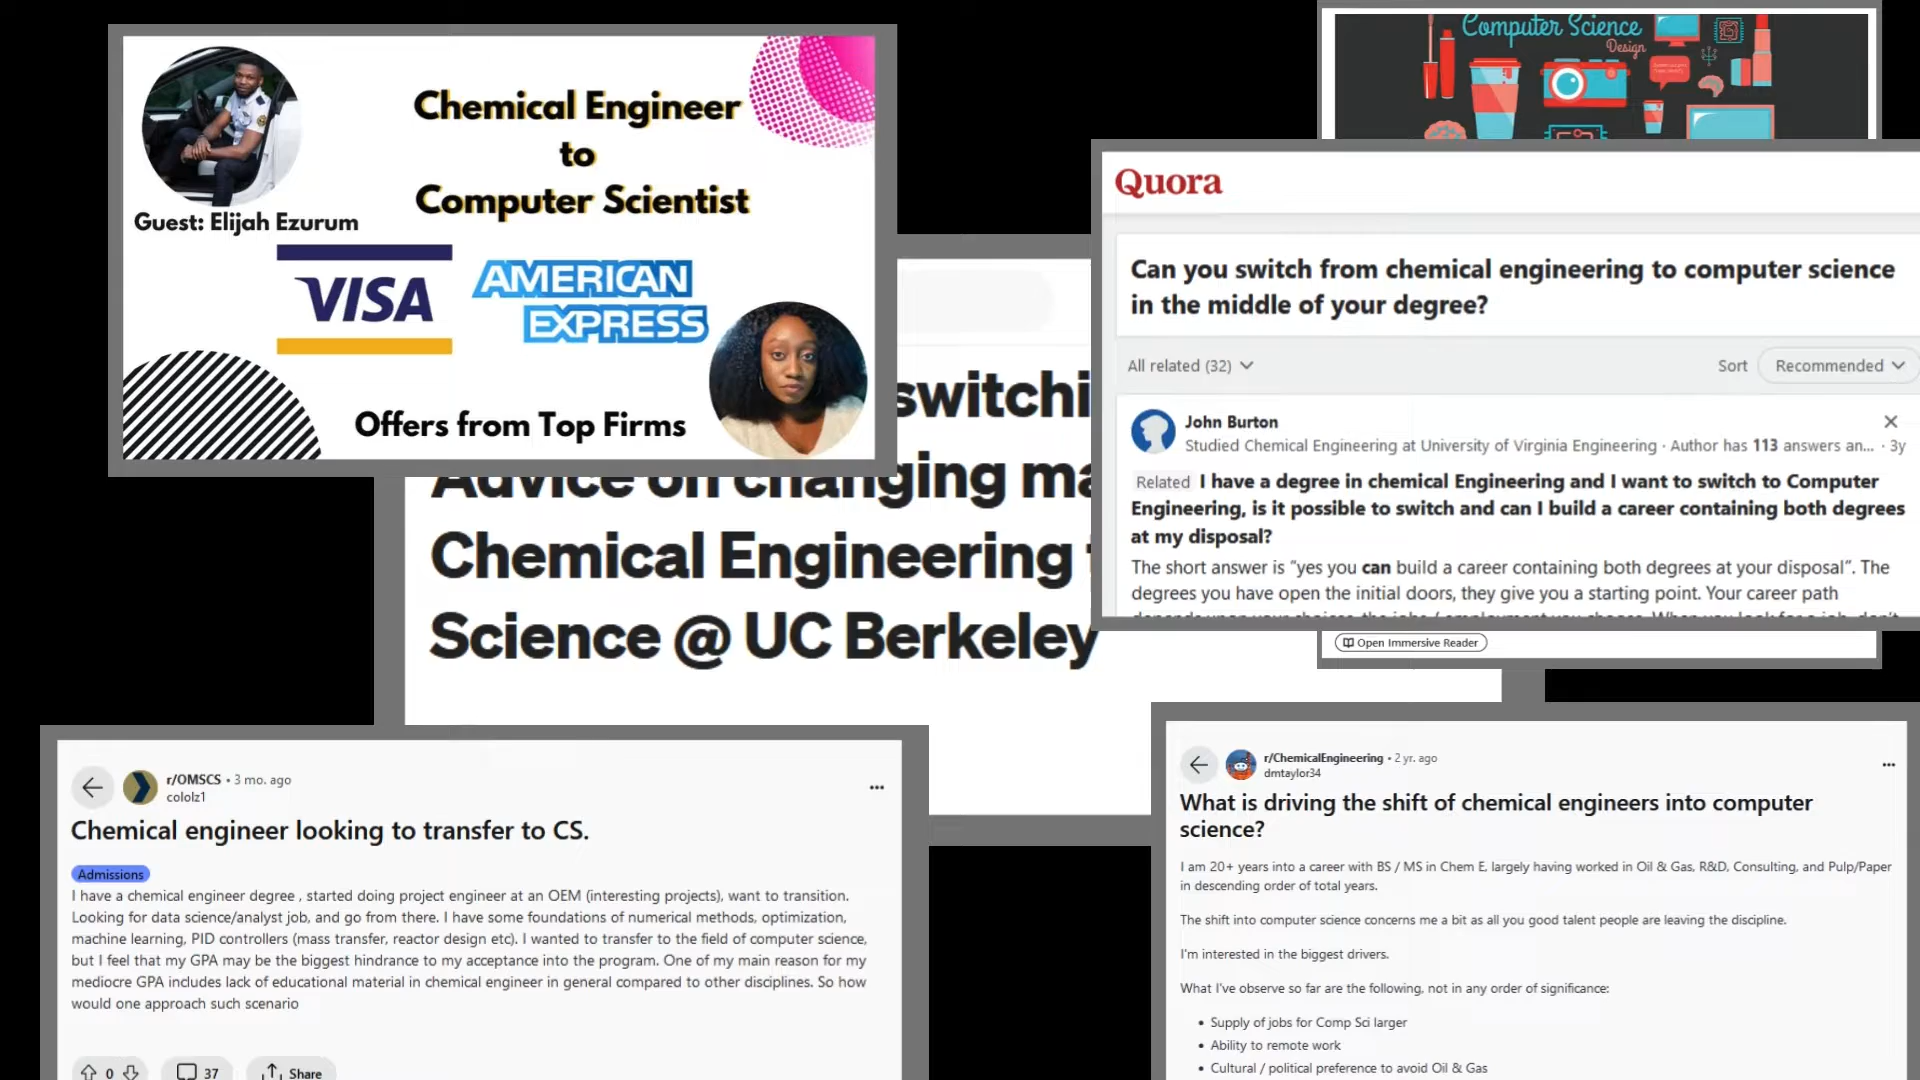 Chemical Engineer
to
Computer Scientist
Guest: Elijah Ezurum
VISA
AMERICAN
EXPRESS
Offers from Top Firms
Computer Science
Design
Quora
Can you switch from chemical engineering to computer science
in the middle of your degree?
All related (32)
Sort
Recommended
John Burton
Studied Chemical Engineering at University of Virginia Engineering · Author has 113 answers an... · 3y
Related I have a degree in chemical Engineering and I want to switch to Computer
Engineering, is it possible to switch and can I build a career containing both degrees
at my disposal?
The short answer is “yes you can build a career containing both degrees at your disposal”. The
degrees you have open the initial doors, they give you a starting point. Your career path
Open Immersive Reader
switchi
Advice on changing ma
Chemical Engineering
Science @ UC Berkeley
r/OMSCS • 3 mo. ago
cololz1
Chemical engineer looking to transfer to CS.
Admissions
I have a chemical engineer degree , started doing project engineer at an OEM (interesting projects), want to transition.
Looking for data science/analyst job, and go from there. I have some foundations of numerical methods, optimization,
machine learning, PID controllers (mass transfer, reactor design etc). I wanted to transfer to the field of computer science,
but I feel that my GPA may be the biggest hindrance to my acceptance into the program. One of my main reason for my
mediocre GPA includes lack of educational material in chemical engineer in general compared to other disciplines. So how
would one approach such scenario
0
37
Share
r/ChemicalEngineering • 2 yr. ago
dmtaylor34
What is driving the shift of chemical engineers into computer
science?
I am 20+ years into a career with BS / MS in Chem E, largely having worked in Oil & Gas, R&D, Consulting, and Pulp/Paper
in descending order of total years.
The shift into computer science concerns me a bit as all you good talent people are leaving the discipline.
I'm interested in the biggest drivers.
What I've observe so far are the following, not in any order of significance:
• Supply of jobs for Comp Sci larger
• Ability to remote work
• Cultural / political preference to avoid Oil & Gas